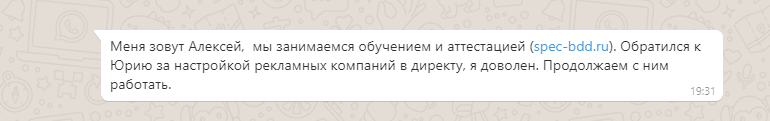 Меня зовут Алексей,  мы занимаемся обучением и аттестацией (spec-bdd.ru). Обратился к
Юрию за настройкой рекламных компаний в директу, я доволен. Продолжаем с ним
работать.
19:31